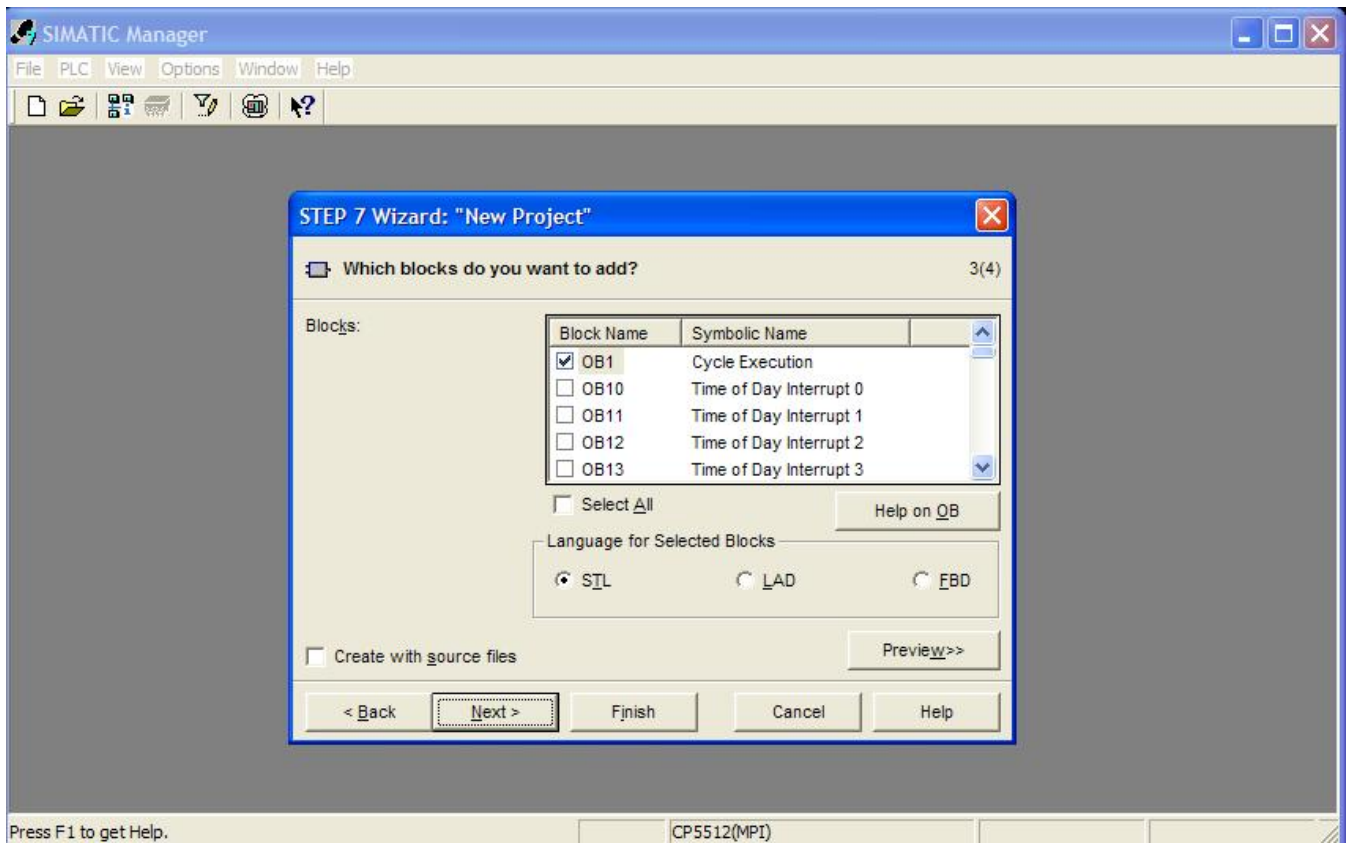 SIMATIC Manager
File PLC View Options Window Help
STEP 7 Wizard: "New Project"
Which blocks do you want to add? 3(4)
Blocks:
Block Name Symbolic Name
OB1 Cycle Execution
OB10 Time of Day Interrupt 0
OB11 Time of Day Interrupt 1
OB12 Time of Day Interrupt 2
OB13 Time of Day Interrupt 3
Select All
Help on OB
Language for Selected Blocks
STL LAD FBD
Create with source files
Preview>>
< Back Next > Finish Cancel Help
Press F1 to get Help. CP5512(MPI)